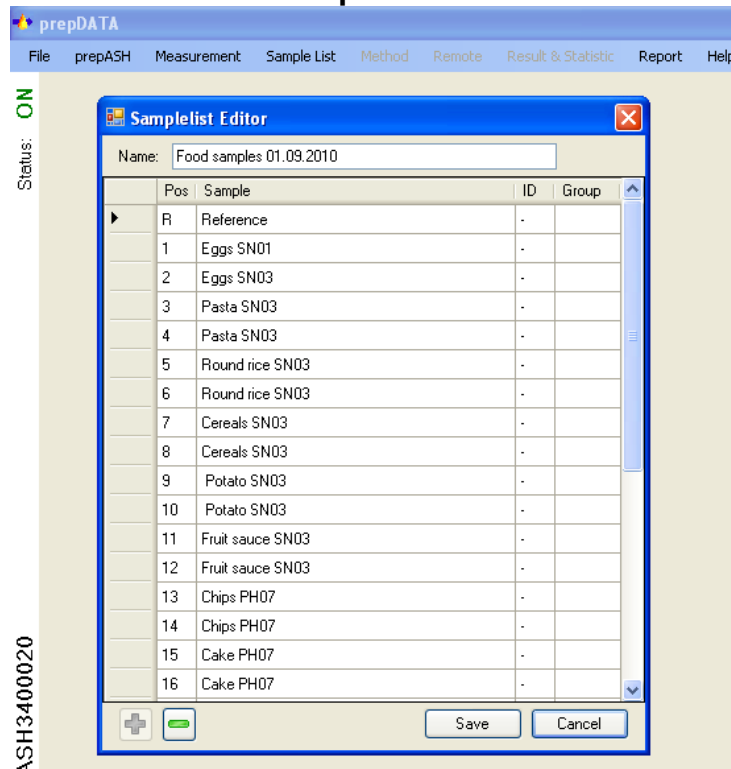 prepDATA
File prepASH Measurement Sample List Method Remote Result & Statistic Report Help
Status: ON
Samplelist Editor
Name: Food samples 01.09.2010
Pos Sample ID Group
R Reference -
1 Eggs SN01 -
2 Eggs SN03 -
3 Pasta SN03 -
4 Pasta SN03 -
5 Round rice SN03 -
6 Round rice SN03 -
7 Cereals SN03 -
8 Cereals SN03 -
9 Potato SN03 -
10 Potato SN03 -
11 Fruit sauce SN03 -
12 Fruit sauce SN03 -
13 Chips PH07 -
14 Chips PH07 -
15 Cake PH07 -
16 Cake PH07 -
Save Cancel
ASH3400020